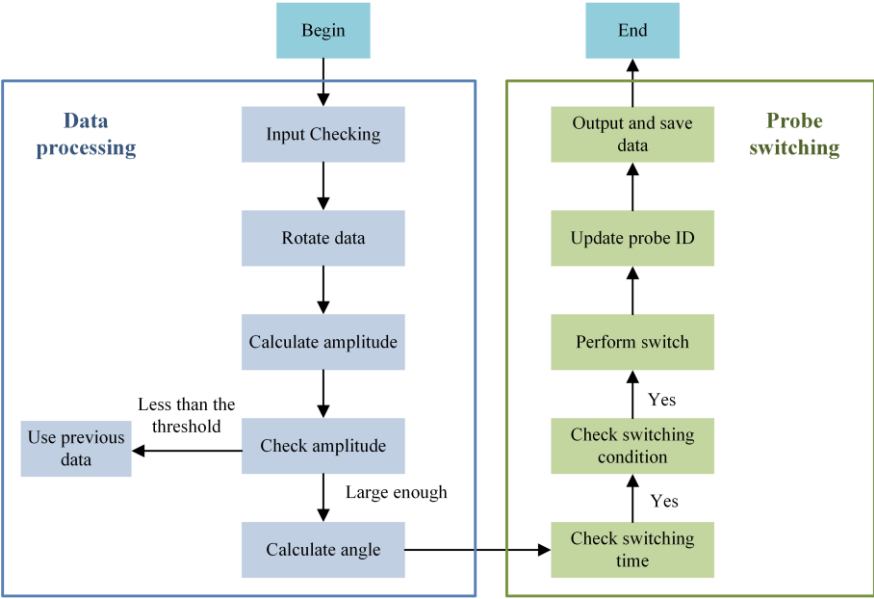 Begin
Data
processing
Input Checking
Rotate data
Calculate amplitude
Less than the
threshold
Use previous
data
Check amplitude
Large enough
Calculate angle
End
Probe
switching
Output and save
data
Update probe ID
Perform switch
Yes
Check switching
condition
Yes
Check switching
time